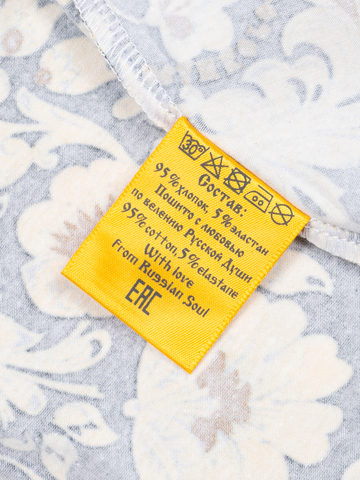 30°
Состав:
95% хлопок, 5% эластан
Пошито с любовью
по велению Русской Души
95% cotton, 5% elastane
With love
From Russian Soul
EAC